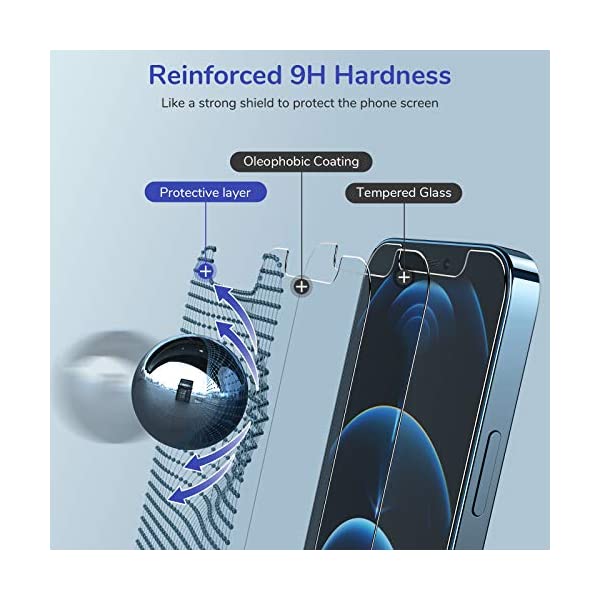 Reinforced 9H Hardness
Like a strong shield to protect the phone screen
Oleophobic Coating
Protective layer
Tempered Glass